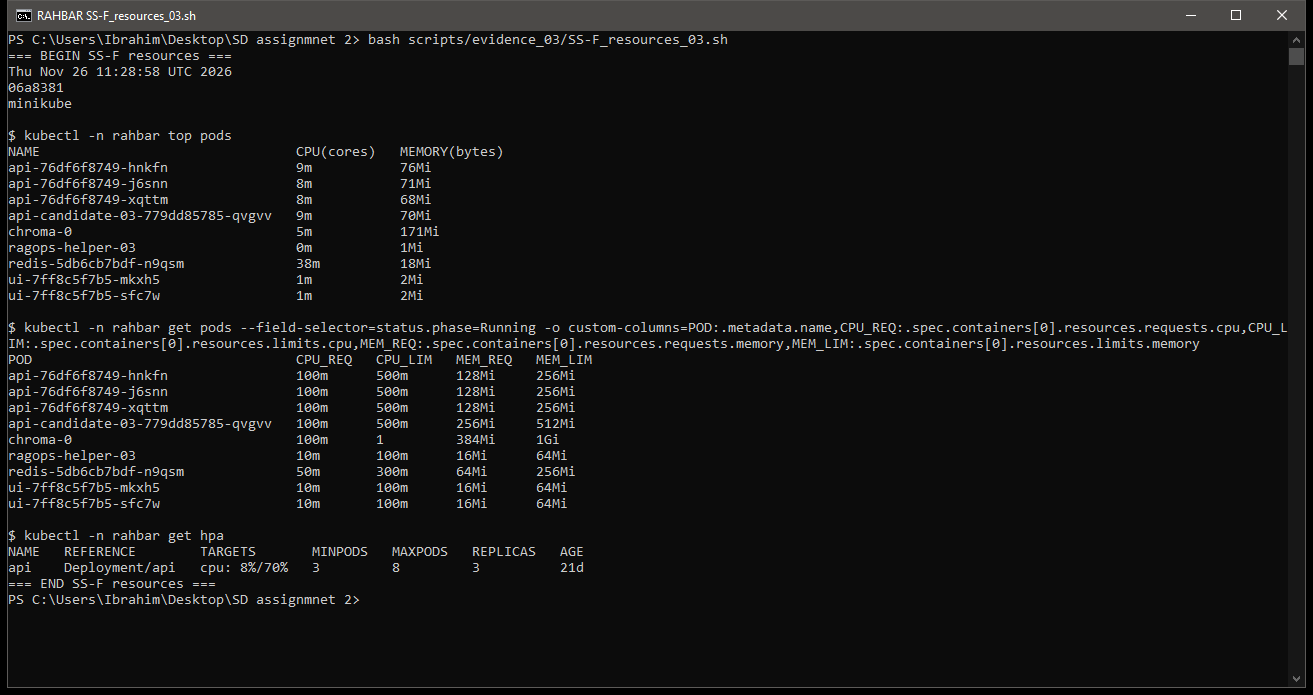 RAHBAR SS-F_resources_03.sh
PS C:\Users\Ibrahim\Desktop\SD assignmnet 2> bash scripts/evidence_03/SS-F_resources_03.sh
=== BEGIN SS-F resources ===
Thu Nov 26 11:28:58 UTC 2026
06a8381
minikube
$ kubectl -n rahbar top pods
NAME CPU(cores) MEMORY(bytes)
api-76df6f8749-hnkfn 9m 76Mi
api-76df6f8749-j6snn 8m 71Mi
api-76df6f8749-xqttm 8m 68Mi
api-candidate-03-779dd85785-qvgvv 9m 70Mi
chroma-0 5m 171Mi
ragops-helper-03 0m 1Mi
redis-5db6cb7bdf-n9qsm 38m 18Mi
ui-7ff8c5f7b5-mkxh5 1m 2Mi
ui-7ff8c5f7b5-sfc7w 1m 2Mi
$ kubectl -n rahbar get pods --field-selector=status.phase=Running -o custom-columns=POD:.metadata.name,CPU_REQ:.spec.containers[0].resources.requests.cpu,CPU_L
IM:.spec.containers[0].resources.limits.cpu,MEM_REQ:.spec.containers[0].resources.requests.memory,MEM_LIM:.spec.containers[0].resources.limits.memory
POD CPU_REQ CPU_LIM MEM_REQ MEM_LIM
api-76df6f8749-hnkfn 100m 500m 128Mi 256Mi
api-76df6f8749-j6snn 100m 500m 128Mi 256Mi
api-76df6f8749-xqttm 100m 500m 128Mi 256Mi
api-candidate-03-779dd85785-qvgvv 100m 500m 256Mi 512Mi
chroma-0 100m 1 384Mi 1Gi
ragops-helper-03 10m 100m 16Mi 64Mi
redis-5db6cb7bdf-n9qsm 50m 300m 64Mi 256Mi
ui-7ff8c5f7b5-mkxh5 10m 100m 16Mi 64Mi
ui-7ff8c5f7b5-sfc7w 10m 100m 16Mi 64Mi
$ kubectl -n rahbar get hpa
NAME REFERENCE TARGETS MINPODS MAXPODS REPLICAS AGE
api Deployment/api cpu: 8%/70% 3 8 3 21d
=== END SS-F resources ===
PS C:\Users\Ibrahim\Desktop\SD assignmnet 2>